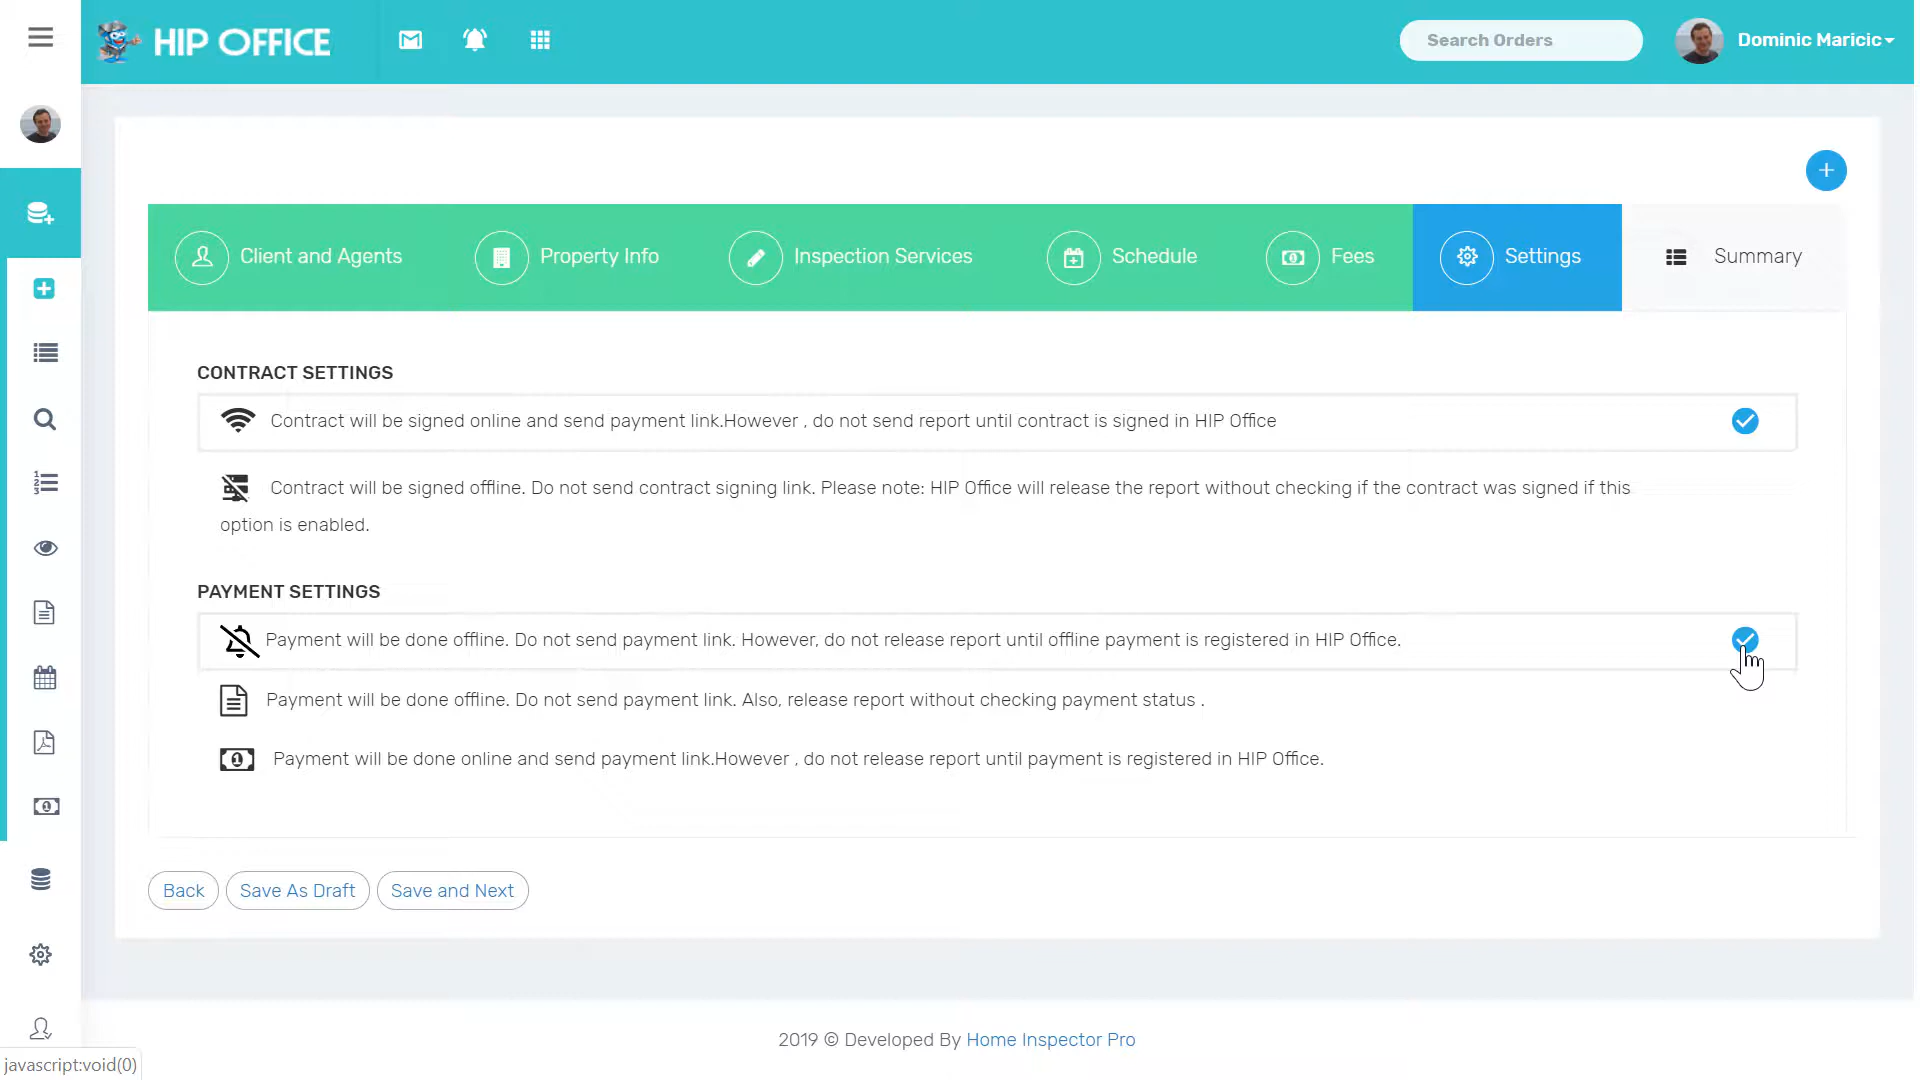 HIP OFFICE
Search Orders
Dominic Maricic
Client and Agents
Property Info
Inspection Services
Schedule
Fees
Settings
Summary
CONTRACT SETTINGS
Contract will be signed online and send payment link.However , do not send report until contract is signed in HIP Office
Contract will be signed offline. Do not send contract signing link. Please note: HIP Office will release the report without checking if the contract was signed if this
option is enabled.
PAYMENT SETTINGS
Payment will be done offline. Do not send payment link. However, do not release report until offline payment is registered in HIP Office.
Payment will be done offline. Do not send payment link. Also, release report without checking payment status .
Payment will be done online and send payment link.However , do not release report until payment is registered in HIP Office.
Back
Save As Draft
Save and Next
2019 © Developed By Home Inspector Pro
javascript:void(0)